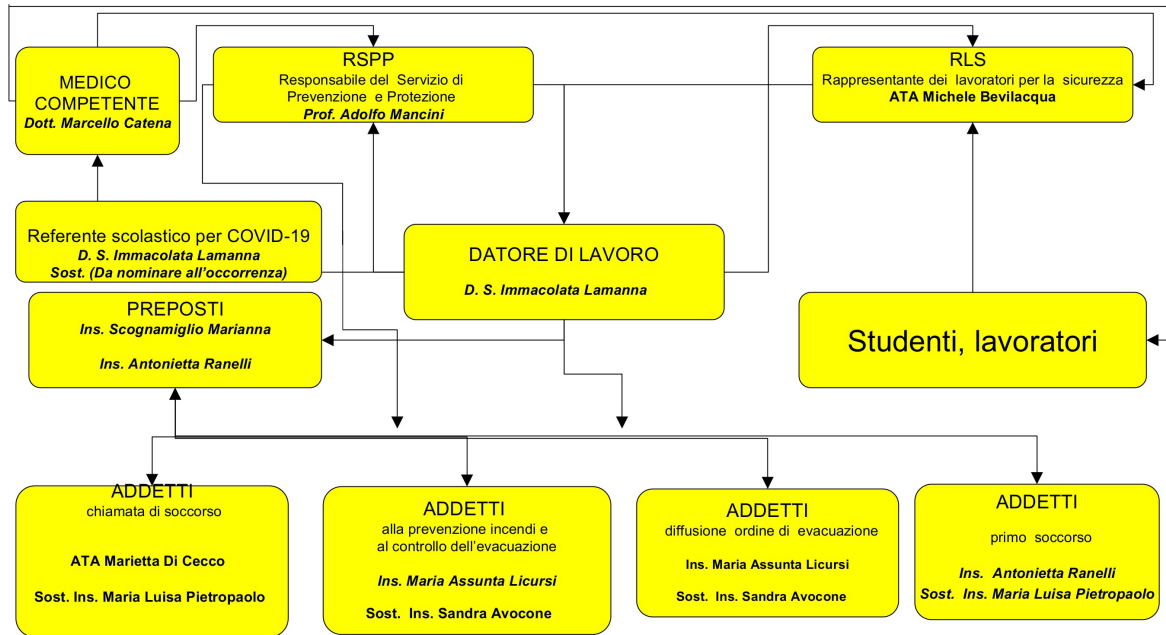 MEDICO
COMPETENTE
Dott. Marcello Catena
RSPP
Responsabile del Servizio di
Prevenzione e Protezione
Prof. Adolfo Mancini
RLS
Rappresentante dei lavoratori per la sicurezza
ATA Michele Bevilacqua
Referente scolastico per COVID-19
D. S. Immacolata Lamanna
Sost. (Da nominare all'occorrenza)
DATORE DI LAVORO
D. S. Immacolata Lamanna
PREPOSTI
Ins. Scognamiglio Marianna
Ins. Antonietta Ranelli
Studenti, lavoratori
ADDETTI
chiamata di soccorso
ATA Marietta Di Cecco
Sost. Ins. Maria Luisa Pietropaolo
ADDETTI
alla prevenzione incendi e
al controllo dell'evacuazione
Ins. Maria Assunta Licursi
Sost. Ins. Sandra Avocone
ADDETTI
diffusione ordine di evacuazione
Ins. Maria Assunta Licursi
Sost. Ins. Sandra Avocone
ADDETTI
primo soccorso
Ins. Antonietta Ranelli
Sost. Ins. Maria Luisa Pietropaolo